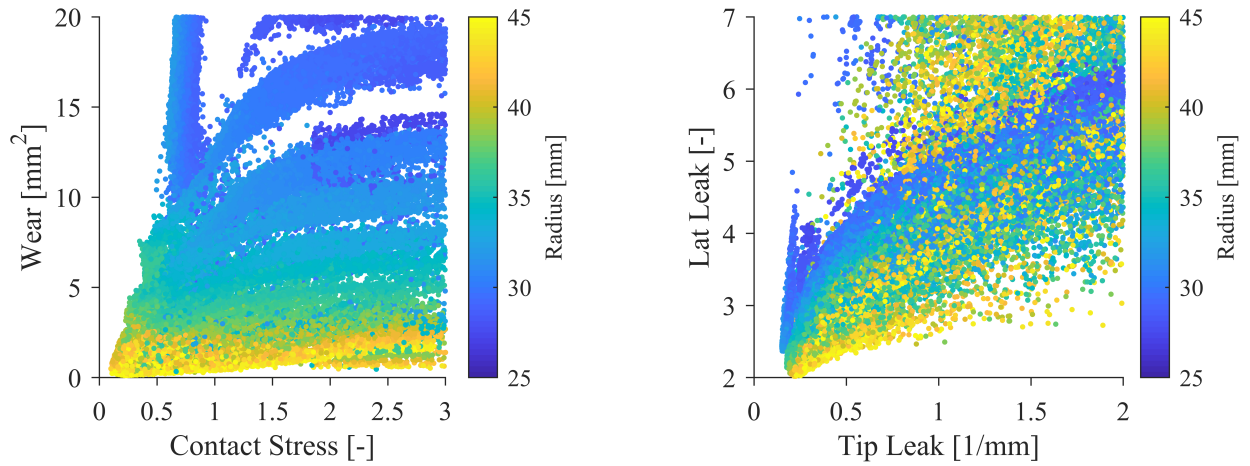 20
15
10
5
0
Wear [mm²]
0 0.5 1 1.5 2 2.5 3
Contact Stress [-]
45
40
35
30
25
Radius [mm]
7
6
5
4
3
2
Lat Leak [-]
0 0.5 1 1.5 2
Tip Leak [1/mm]
45
40
35
30
25
Radius [mm]